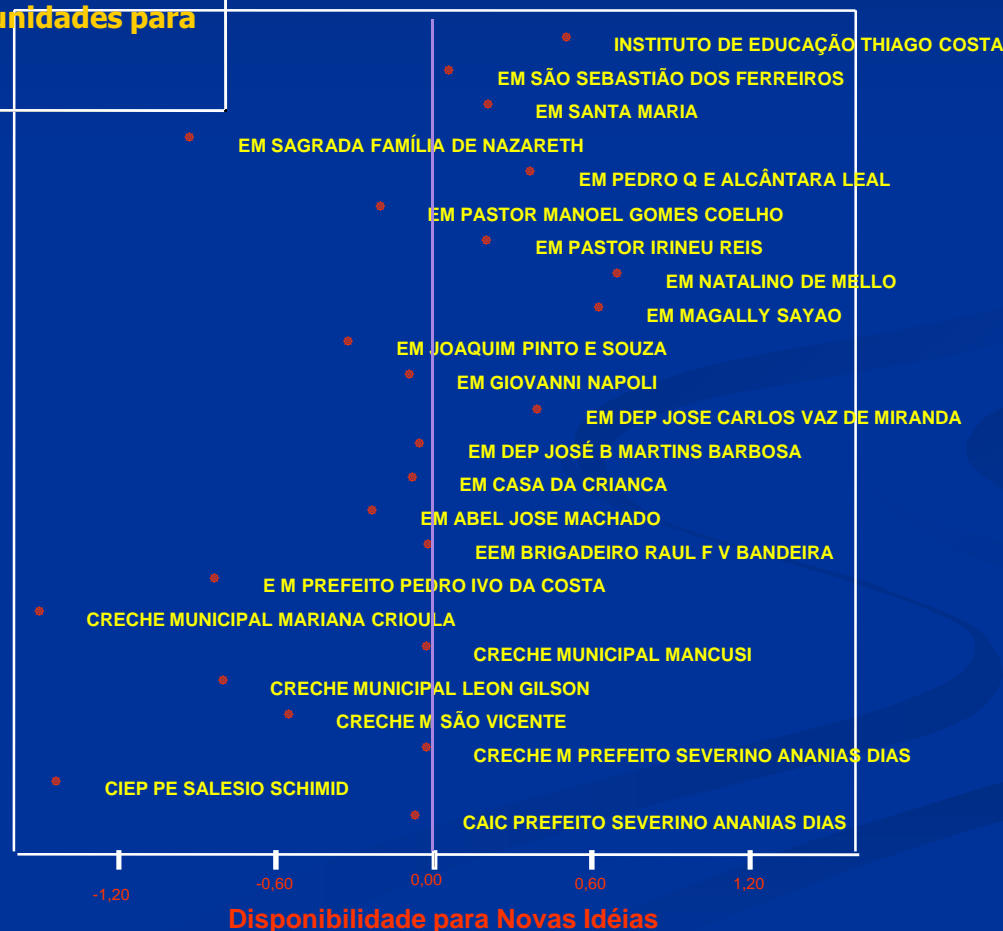 unidades para
INSTITUTO DE EDUCAÇÃO THIAGO COSTA
EM SÃO SEBASTIÃO DOS FERREIROS
EM SANTA MARIA
EM SAGRADA FAMÍLIA DE NAZARETH
EM PEDRO Q E ALCÂNTARA LEAL
EM PASTOR MANOEL GOMES COELHO
EM PASTOR IRINEU REIS
EM NATALINO DE MELLO
EM MAGALLY SAYAO
EM JOAQUIM PINTO E SOUZA
EM GIOVANNI NAPOLI
EM DEP JOSE CARLOS VAZ DE MIRANDA
EM DEP JOSÉ B MARTINS BARBOSA
EM CASA DA CRIANCA
EM ABEL JOSE MACHADO
EEM BRIGADEIRO RAUL F V BANDEIRA
E M PREFEITO PEDRO IVO DA COSTA
CRECHE MUNICIPAL MARIANA CRIOULA
CRECHE MUNICIPAL MANCUSI
CRECHE MUNICIPAL LEON GILSON
CRECHE M SÃO VICENTE
CRECHE M PREFEITO SEVERINO ANANIAS DIAS
CIEP PE SALESIO SCHIMID
CAIC PREFEITO SEVERINO ANANIAS DIAS
-1,20 -0,60 0,00 0,60 1,20
Disponibilidade para Novas Idéias